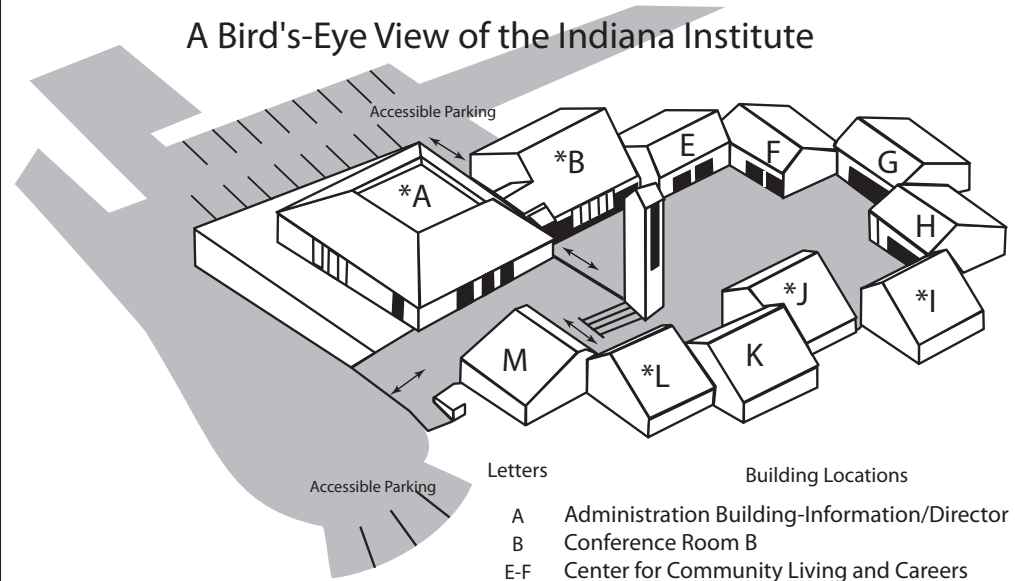 A Bird's-Eye View of the Indiana Institute
Accessible Parking
*A
*B
E
F
G
H
*I
*J
K
*L
M
Accessible Parking
Letters Building Locations
A Administration Building-Information/Director
B Conference Room B
E-F Center for Community Living and Careers